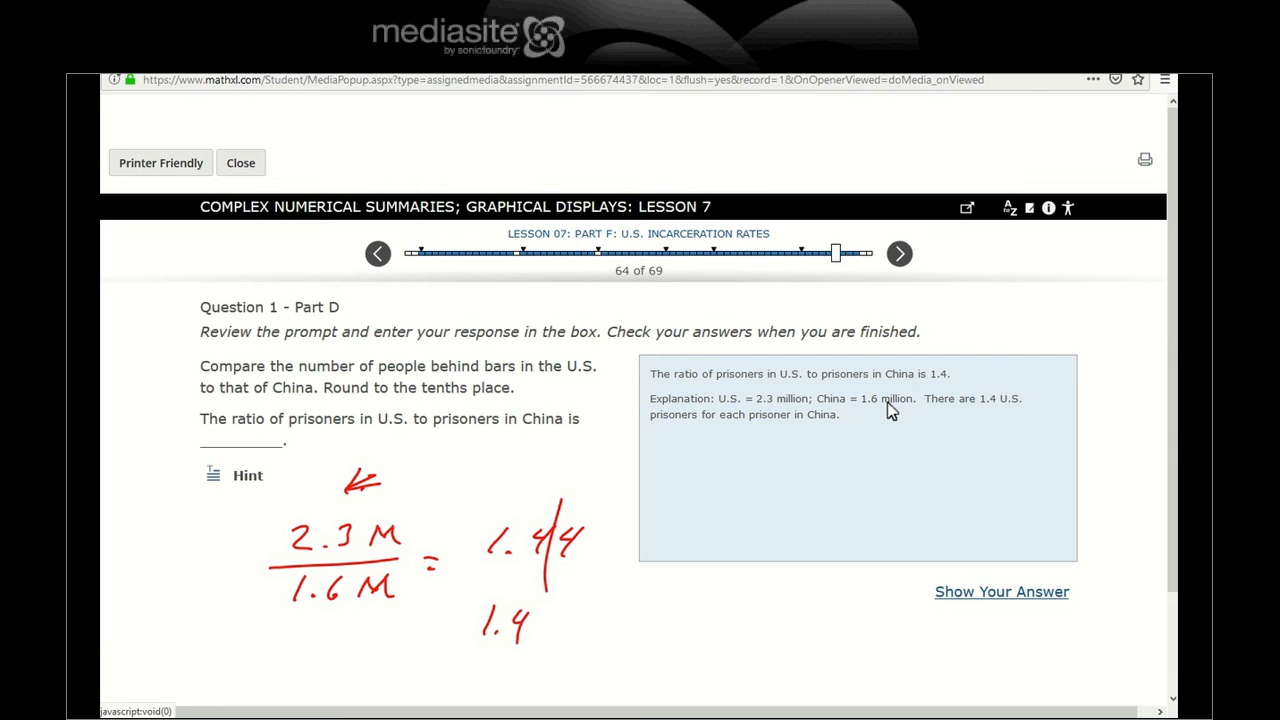 mediasite
by sonicfoundry
https://www.mathxl.com/Student/MediaPopup.aspx?type=assignedmedia&assignmentId=566674437&loc=1&flush=yes&record=1&OnOpenerViewed=doMedia_onViewed
Printer Friendly
Close
COMPLEX NUMERICAL SUMMARIES; GRAPHICAL DISPLAYS: LESSON 7
A to Z
LESSON 07: PART F: U.S. INCARCERATION RATES
64 of 69
Question 1 - Part D
Review the prompt and enter your response in the box. Check your answers when you are finished.
Compare the number of people behind bars in the U.S.
to that of China. Round to the tenths place.
The ratio of prisoners in U.S. to prisoners in China is
________.
Hint
The ratio of prisoners in U.S. to prisoners in China is 1.4.
Explanation: U.S. = 2.3 million; China = 1.6 million. There are 1.4 U.S.
prisoners for each prisoner in China.
2.3 M
1.6 M
= 1.44
1.4
Show Your Answer
javascript:void(0)